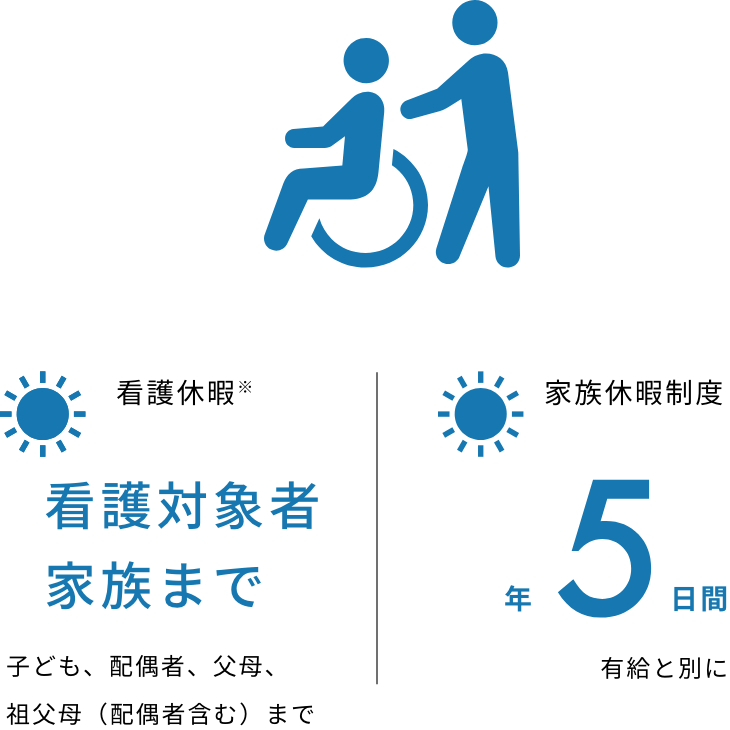 看護休暇※
看護対象者
家族まで
子ども、配偶者、父母、
祖父母（配偶者含む）まで
家族休暇制度
年5日間
有給と別に